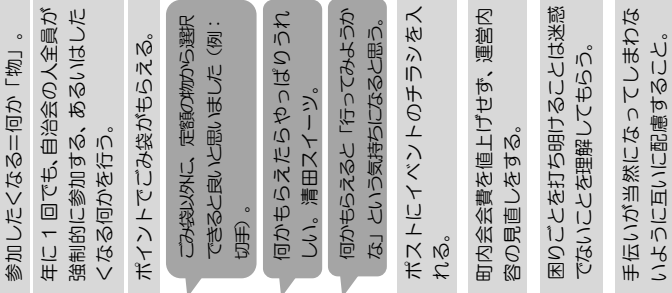 参加したくなる=何か「物」。
年に 1 回でも、自治会の人全員が
強制的に参加する、あるいはした
くなる何かを行う。
ポイントでごみ袋がもらえる。
ごみ袋以外に、定額の物から選択
できると良いと思いました（例：
切手）。
何かもらえたらやっぱりうれ
しい。清田スイーツ。
何かもらえると「行ってみようか
な」という気持ちになると思う。
ポストにイベントのチラシを入
れる。
町内会会費を値上げせず、運営内
容の見直しをする。
困りごとを打ち明けることは迷惑
でないことを理解してもらう。
手伝いが当然になってしまわな
いように互いに配慮すること。